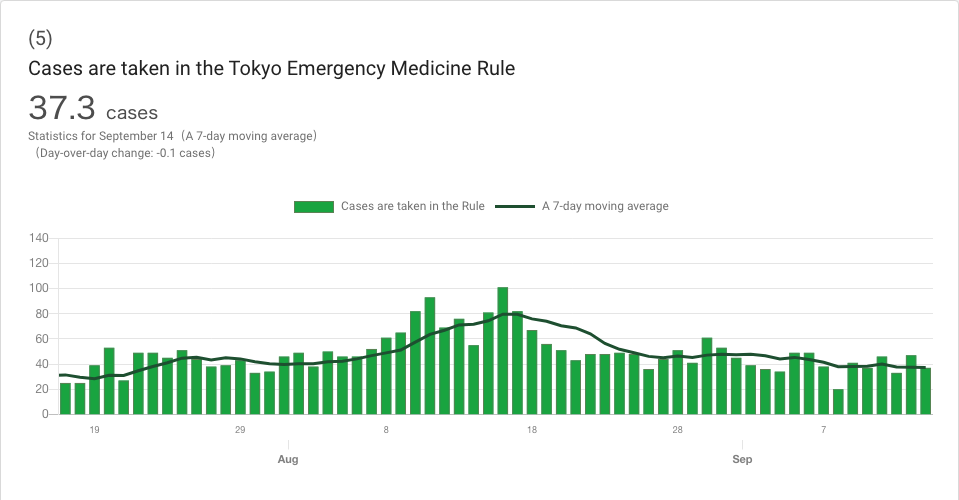 (5)
Cases are taken in the Tokyo Emergency Medicine Rule
37.3 cases
Statistics for September 14（A 7-day moving average）
（Day-over-day change: -0.1 cases）
Cases are taken in the Rule A 7-day moving average
140
120
100
80
60
40
20
0
19 29 8 18 28 7
Aug Sep